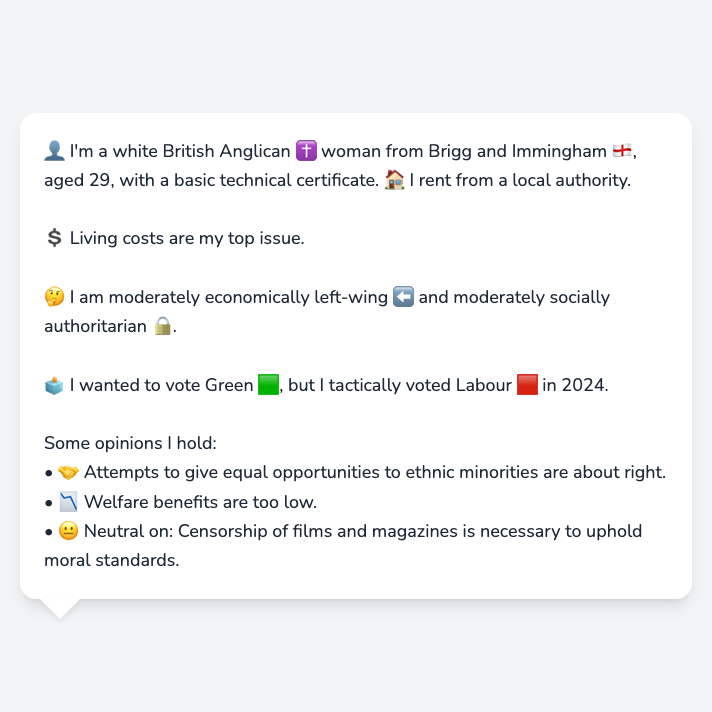 👤 I'm a white British Anglican ✝️ woman from Brigg and Immingham 🏴󠁧󠁢󠁥󠁮󠁧󠁿,
aged 29, with a basic technical certificate. 🏠 I rent from a local authority.
💲 Living costs are my top issue.
🤔 I am moderately economically left-wing ⬅️ and moderately socially
authoritarian 🔒.
🗳️ I wanted to vote Green 🟩, but I tactically voted Labour 🟥 in 2024.
Some opinions I hold:
• 🤝 Attempts to give equal opportunities to ethnic minorities are about right.
• 📉 Welfare benefits are too low.
• 😐 Neutral on: Censorship of films and magazines is necessary to uphold
moral standards.